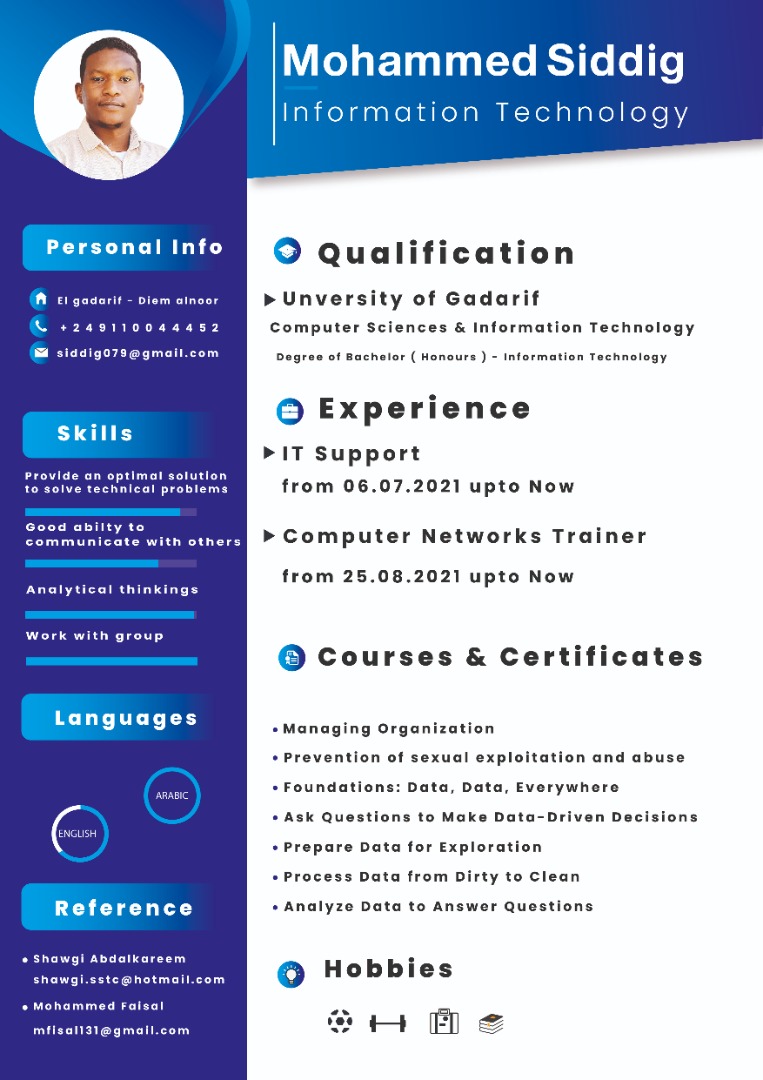 Mohammed Siddig
Information Technology
Personal Info
El gadarif - Diem alnoor
+249110044452
siddig079@gmail.com
Skills
Provide an optimal solution
to solve technical problems
Good abilty to
communicate with others
Analytical thinkings
Work with group
Languages
ARABIC
ENGLISH
Reference
Shawgi Abdalkareem
shawgi.sstc@hotmail.com
Mohammed Faisal
mfisal131@gmail.com
Qualification
Unversity of Gadarif
Computer Sciences & Information Technology
Degree of Bachelor ( Honours ) - Information Technology
Experience
IT Support
from 06.07.2021 upto Now
Computer Networks Trainer
from 25.08.2021 upto Now
Courses & Certificates
Managing Organization
Prevention of sexual exploitation and abuse
Foundations: Data, Data, Everywhere
Ask Questions to Make Data-Driven Decisions
Prepare Data for Exploration
Process Data from Dirty to Clean
Analyze Data to Answer Questions
Hobbies